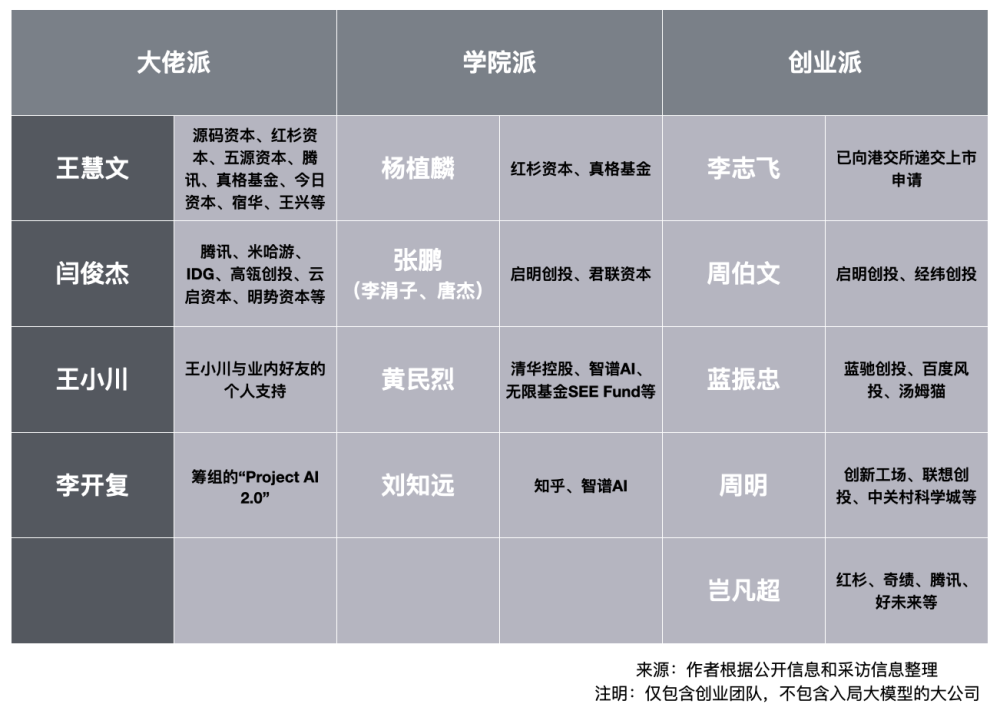 大佬派
学院派
创业派
王慧文
源码资本、红杉资
本、五源资本、腾
讯、真格基金、今日
资本、宿华、王兴等
杨植麟
红杉资本、真格基金
李志飞
已向港交所递交上市
申请
闫俊杰
腾讯、米哈游、
IDG、高瓴创投、云
启资本、明势资本等
张鹏
（李涓子、唐杰）
启明创投、君联资本
周伯文
启明创投、经纬创投
王小川
王小川与业内好友的
个人支持
黄民烈
清华控股、智谱AI、
无限基金SEE Fund等
蓝振忠
蓝驰创投、百度风
投、汤姆猫
李开复
筹组的“Project AI
2.0”
刘知远
知乎、智谱AI
周明
创新工场、联想创
投、中关村科学城等
岂凡超
红杉、奇绩、腾讯、
好未来等
来源：作者根据公开信息和采访信息整理
注明：仅包含创业团队，不包含入局大模型的大公司